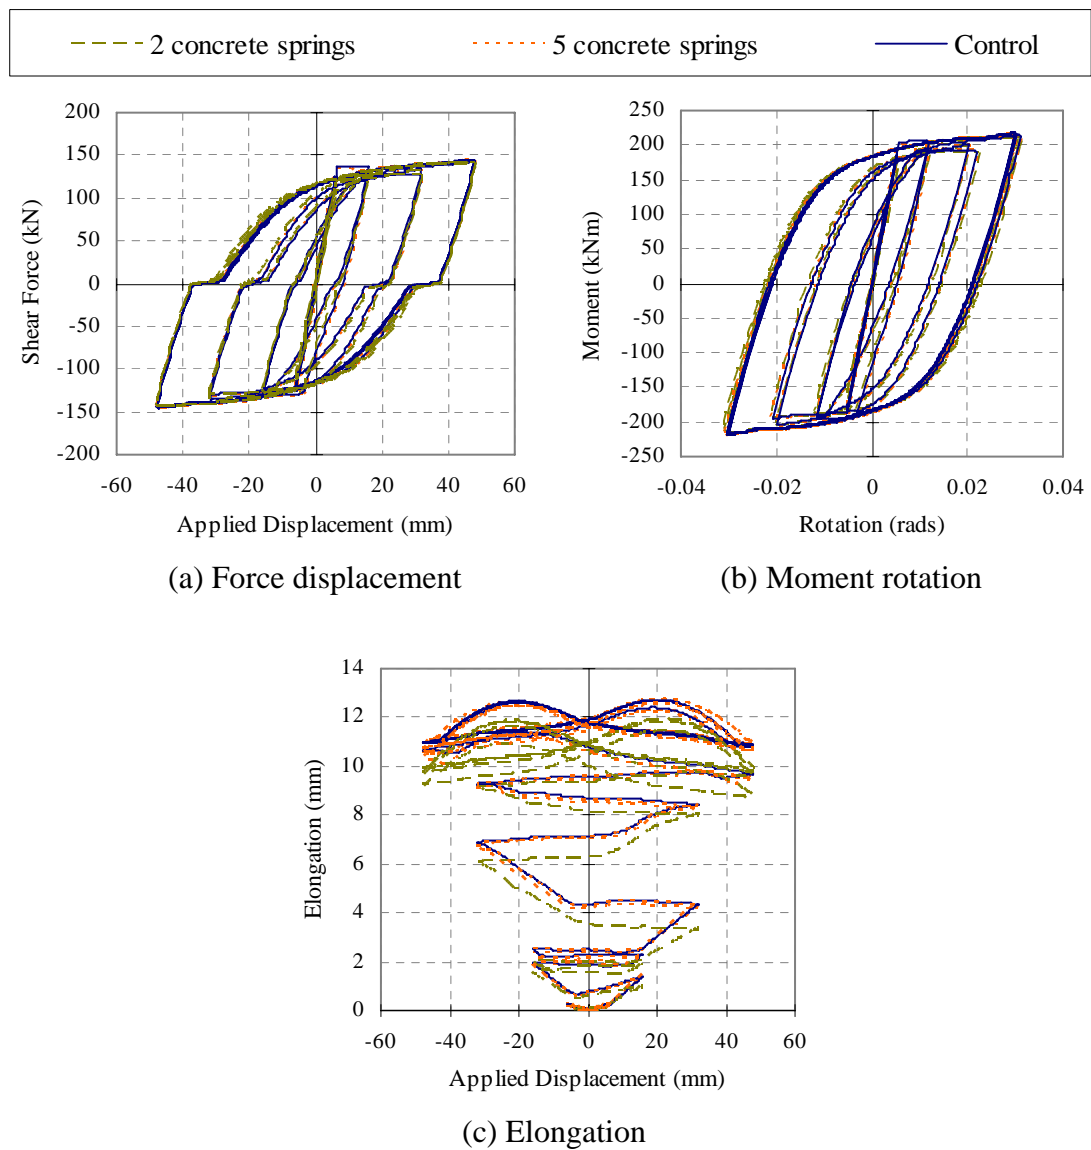 2 concrete springs 5 concrete springs Control
200
150
100
50
0
-50
-100
-150
-200
-60 -40 -20 0 20 40 60
Shear Force (kN)
Applied Displacement (mm)
(a) Force displacement
250
200
150
100
50
0
-50
-100
-150
-200
-250
-0.04 -0.02 0 0.02 0.04
Moment (kNm)
Rotation (rads)
(b) Moment rotation
14
12
10
8
6
4
2
0
-60 -40 -20 0 20 40 60
Elongation (mm)
Applied Displacement (mm)
(c) Elongation